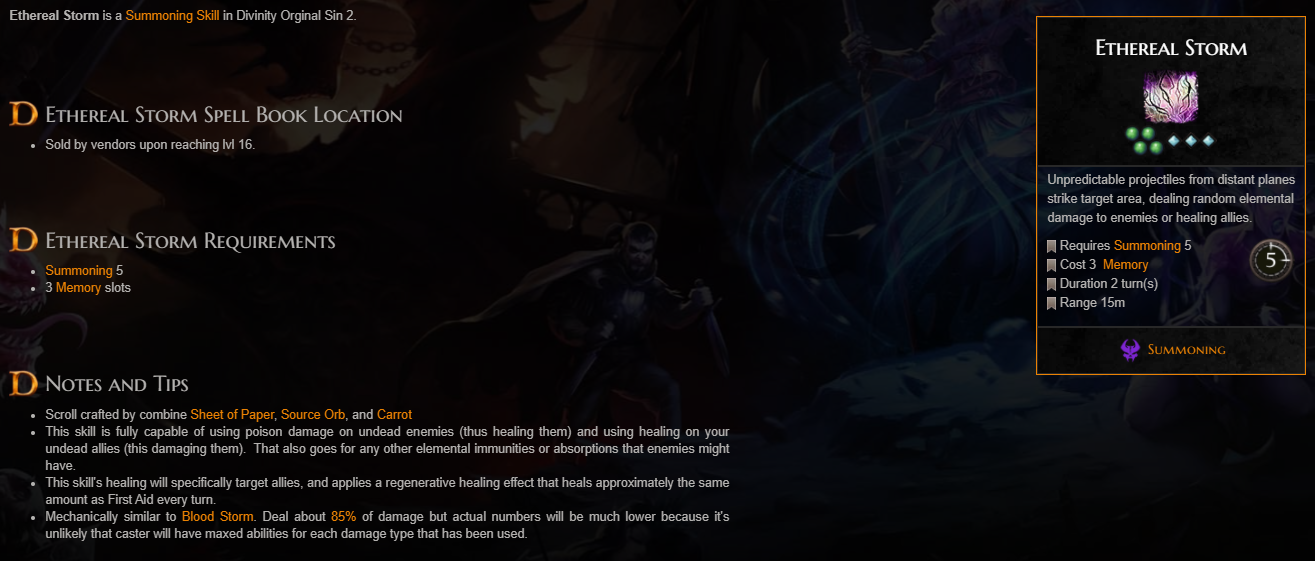 Ethereal Storm is a Summoning Skill in Divinity Orginal Sin 2.
Ethereal Storm Spell Book Location
Sold by vendors upon reaching lvl 16.
Ethereal Storm Requirements
Summoning 5
3 Memory slots
Notes and Tips
Scroll crafted by combine Sheet of Paper, Source Orb, and Carrot
This skill is fully capable of using poison damage on undead enemies (thus healing them) and using healing on your
undead allies (this damaging them). That also goes for any other elemental immunities or absorptions that enemies might
have.
This skill's healing will specifically target allies, and applies a regenerative healing effect that heals approximately the same
amount as First Aid every turn.
Mechanically similar to Blood Storm. Deal about 85% of damage but actual numbers will be much lower because it's
unlikely that caster will have maxed abilities for each damage type that has been used.
Ethereal Storm
Unpredictable projectiles from distant planes
strike target area, dealing random elemental
damage to enemies or healing allies.
Requires Summoning 5
Cost 3 Memory
Duration 2 turn(s)
Range 15m
5
Summoning